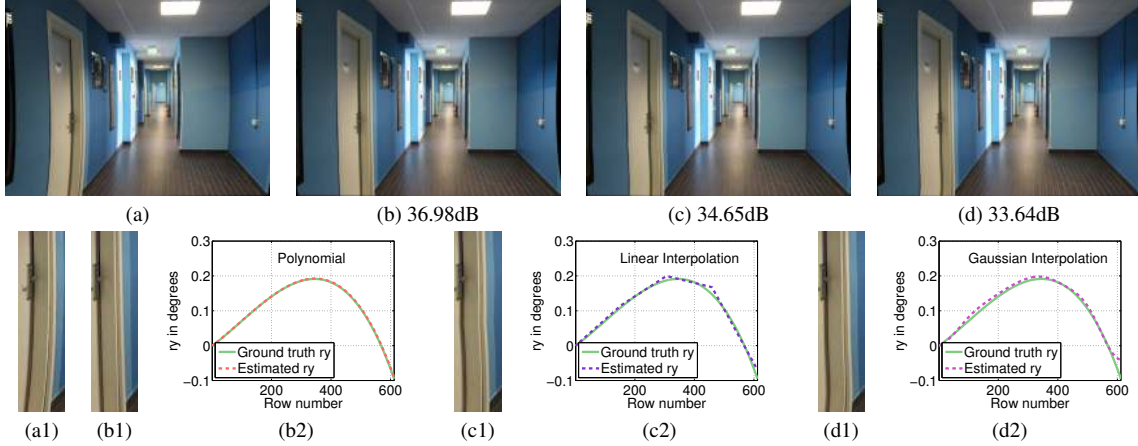 (a)
(b) 36.98dB
(c) 34.65dB
(d) 33.64dB
0.3
0.2
0.1
0
−0.1
ry in degrees
Polynomial
Ground truth ry
Estimated ry
200
400
600
Row number
0.3
0.2
0.1
0
−0.1
ry in degrees
Linear Interpolation
Ground truth ry
Estimated ry
200
400
600
Row number
0.3
0.2
0.1
0
−0.1
ry in degrees
Gaussian Interpolation
Ground truth ry
Estimated ry
200
400
600
Row number
(a1)
(b1)
(b2)
(c1)
(c2)
(d1)
(d2)